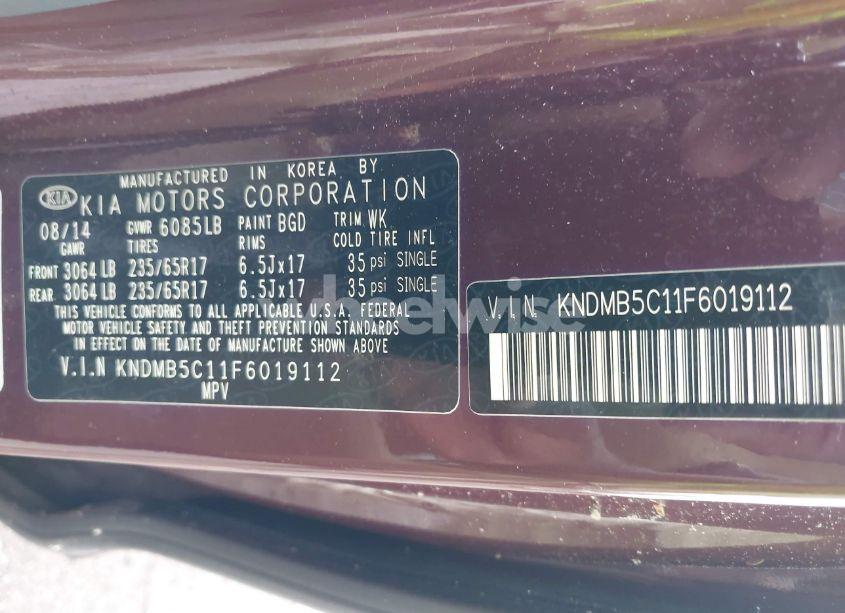 MANUFACTURED IN KOREA BY
KIA KIA MOTORS CORPORATION
08/14 GVWR 6085LB PAINT BGD TRIM WK
GAWR TIRES RIMS COLD TIRE INFL
FRONT 3064 LB 235/65R17 6.5Jx17 35 psi SINGLE
REAR 3064 LB 235/65R17 6.5Jx17 35 psi SINGLE
THIS VEHICLE CONFORMS TO ALL APPLICABLE U.S.A. FEDERAL
MOTOR VEHICLE SAFETY AND THEFT PREVENTION STANDARDS
IN EFFECT ON THE DATE OF MANUFACTURE SHOWN ABOVE
V.I.N KNDMB5C11F6019112
MPV
V.I.N. KNDMB5C11F6019112
wheelwise